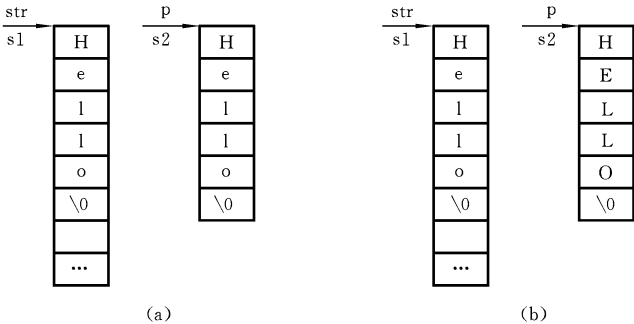 str p str p
s1 s2 s1 s2
H H H H
e e e E
l l l L
l l l L
o o o O
\0 \0 \0 \0
... ...
(a) (b)